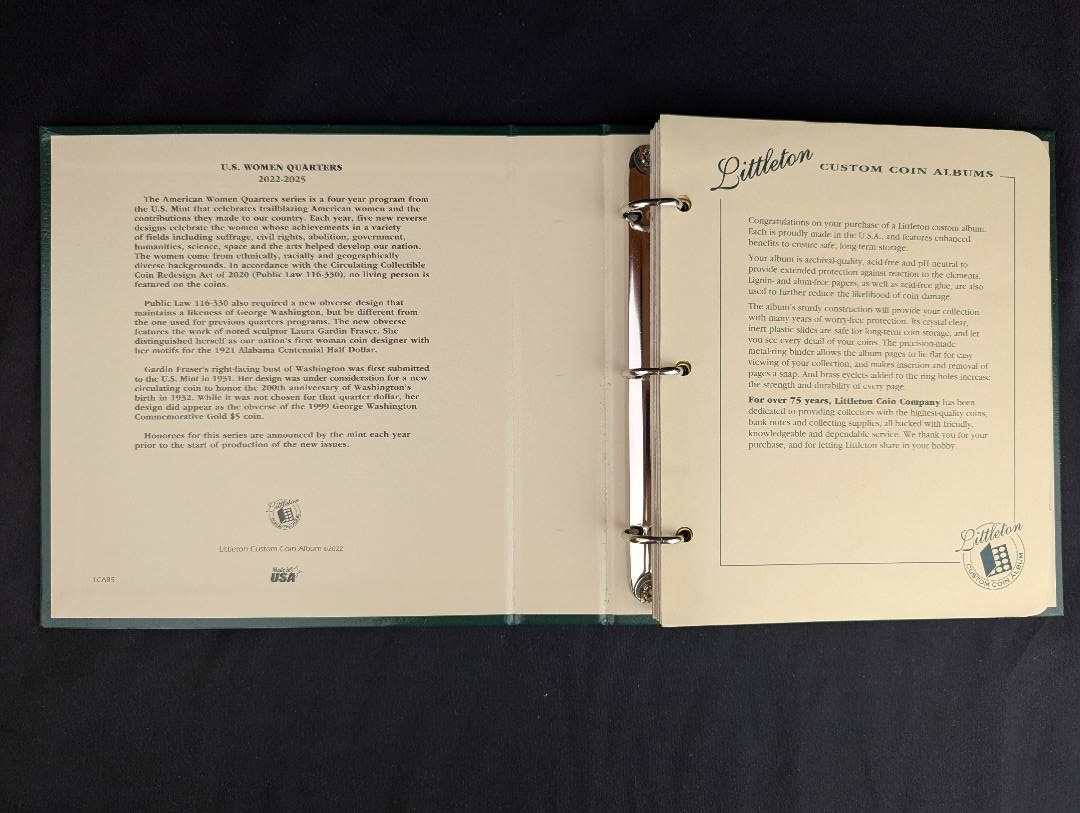 U.S. WOMEN QUARTERS
2022-2025
The American Women Quarters series is a four-year program from
the U.S. Mint that celebrates trailblazing American women and the
contributions they made to our country. Each year, five new reverse
designs celebrate the women whose achievements in a variety
of fields including suffrage, civil rights, abolition, government,
humanities, science, space and the arts helped develop our nation.
The women come from ethnically, racially and geographically
diverse backgrounds. In accordance with the Circulating Collectible
Coin Redesign Act of 2020 (Public Law 116-330), no living person is
featured on the coins.
Public Law 116-330 also required a new obverse design that
maintains a likeness of George Washington, but be different from
the one used for previous quarters programs. The new obverse
features the work of noted sculptor Laura Gardin Fraser. She
distinguished herself as our nation's first woman coin designer with
her motifs for the 1921 Alabama Centennial Half Dollar.
Gardin Fraser's right-facing bust of Washington was first submitted
to the U.S. Mint in 1931. Her design was under consideration for a new
circulating coin to honor the 200th anniversary of Washington's
birth in 1932. While it was not chosen for that quarter dollar, her
design did appear as the obverse of the 1999 George Washington
Commemorative Gold $5 coin.
Honorees for this series are announced by the mint each year
prior to the start of production of the new issues.
Littleton
Littleton Custom Coin Album ©2022
LCA85
Made in
USA
Littleton CUSTOM COIN ALBUMS
Congratulations on your purchase of a Littleton custom album.
Each is proudly made in the U.S.A., and features enhanced
benefits to ensure safe, long-term storage.
Your album is archival-quality, acid-free and pH neutral to
provide extended protection against reaction to the elements.
Lignin- and alum-free papers, as well as acid-free glue, are also
used to further reduce the likelihood of coin damage.
The album's sturdy construction will provide your collection
with many years of worry-free protection. Its crystal clear,
inert plastic slides are safe for long-term coin storage, and let
you see every detail of your coins. The precision-made
metal-ring binder allows the album pages to lie flat for easy
viewing of your collection, and makes insertion and removal of
pages a snap. And brass eyelets added to the ring holes increase
the strength and durability of every page.
For over 75 years, Littleton Coin Company has been
dedicated to providing collectors with the highest-quality coins,
bank notes and collecting supplies, all backed with friendly,
knowledgeable and dependable service. We thank you for your
purchase, and for letting Littleton share in your hobby.
Littleton
CUSTOM COIN ALBUM